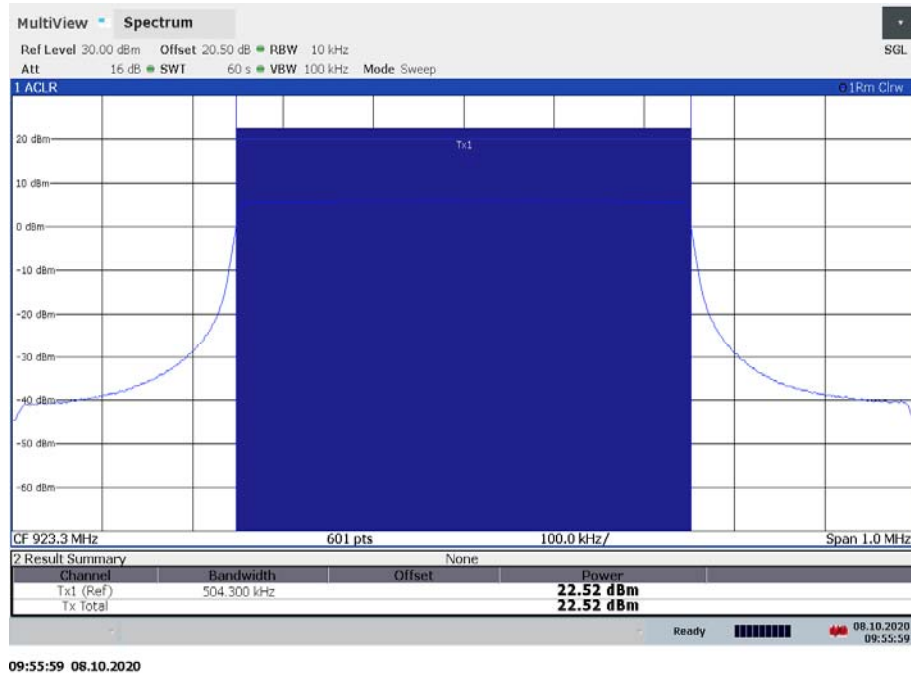 MultiView Spectrum
Ref Level 30.00 dBm Offset 20.50 dB RBW 10 kHz SGL
Att 16 dB SWT 60 s VBW 100 kHz Mode Sweep
1 ACLR 1Rm Clrw
20 dBm
Tx1
10 dBm
0 dBm
-10 dBm
-20 dBm
-30 dBm
-40 dBm
-50 dBm
-60 dBm
CF 923.3 MHz 601 pts 100.0 kHz/ Span 1.0 MHz
2 Result Summary None
Channel Bandwidth Offset Power
Tx1 (Ref) 504.300 kHz 22.52 dBm
Tx Total 22.52 dBm
Ready 08.10.2020
09:55:59
09:55:59 08.10.2020